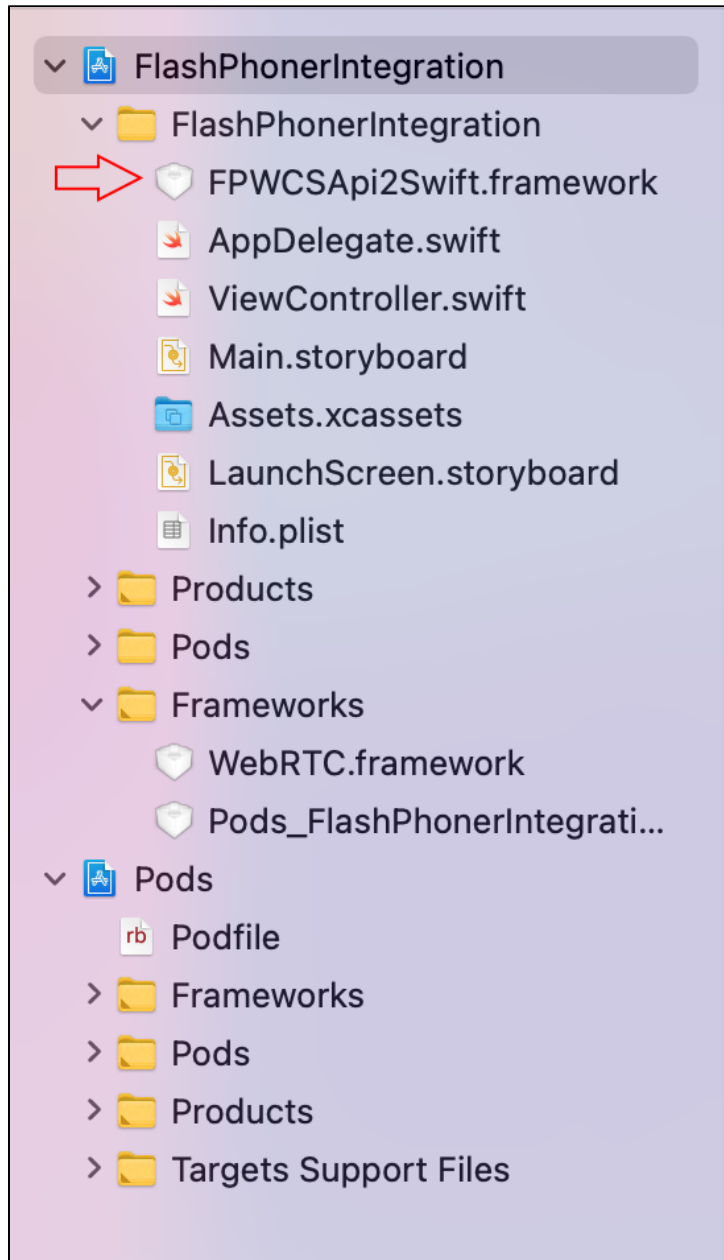 FlashPhonerIntegration
FlashPhonerIntegration
FPWCSApi2Swift.framework
AppDelegate.swift
ViewController.swift
Main.storyboard
Assets.xcassets
LaunchScreen.storyboard
Info.plist
Products
Pods
Frameworks
WebRTC.framework
Pods_FlashPhonerIntegrati...
Pods
rb Podfile
Frameworks
Pods
Products
Targets Support Files